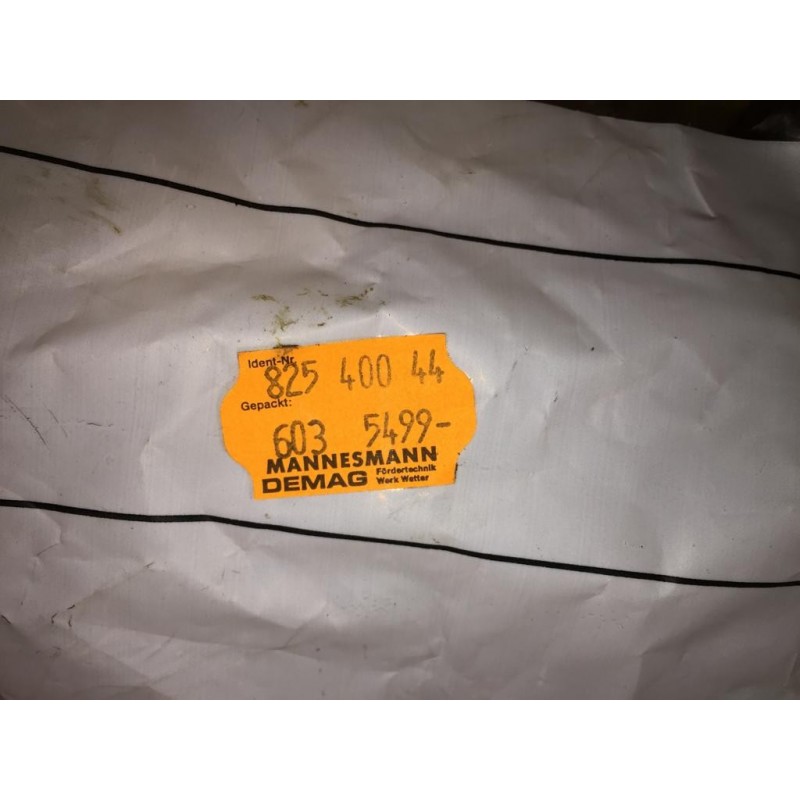 Ident-Nr.
825 400 44
Gepackt:
603 5499-
MANNESMANN
DEMAG Fördertechnik
Werk Wetter